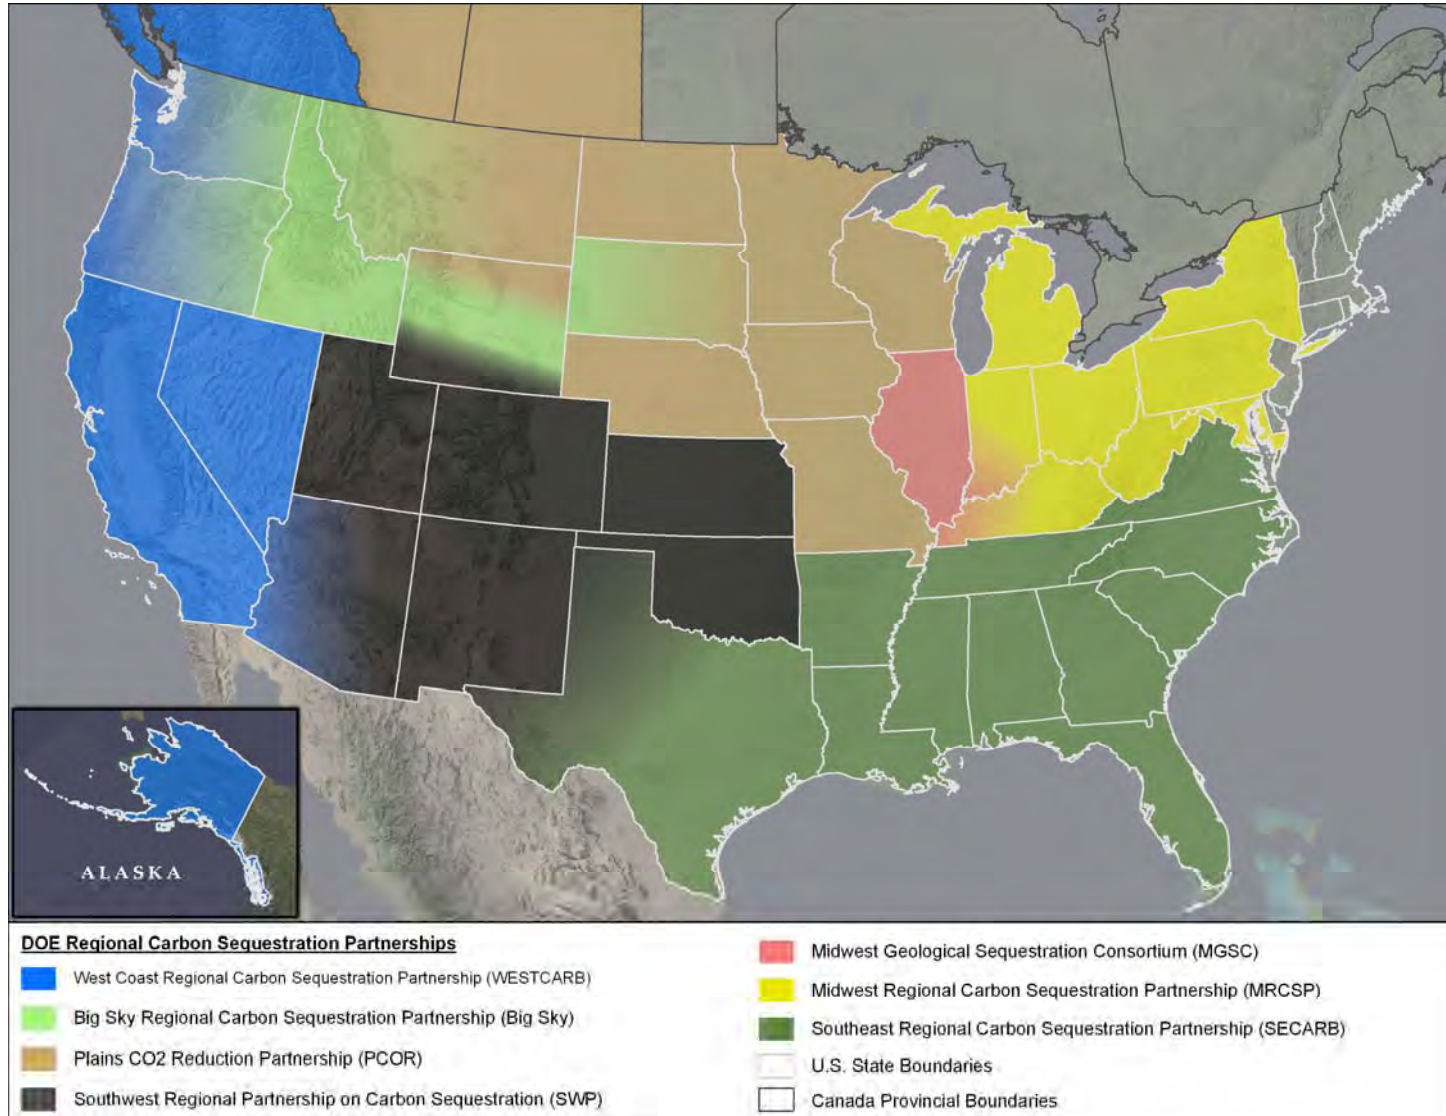 ALASKA
DOE Regional Carbon Sequestration Partnerships
West Coast Regional Carbon Sequestration Partnership (WESTCARB)
Big Sky Regional Carbon Sequestration Partnership (Big Sky)
Plains CO2 Reduction Partnership (PCOR)
Southwest Regional Partnership on Carbon Sequestration (SWP)
Midwest Geological Sequestration Consortium (MGSC)
Midwest Regional Carbon Sequestration Partnership (MRCSP)
Southeast Regional Carbon Sequestration Partnership (SECARB)
U.S. State Boundaries
Canada Provincial Boundaries